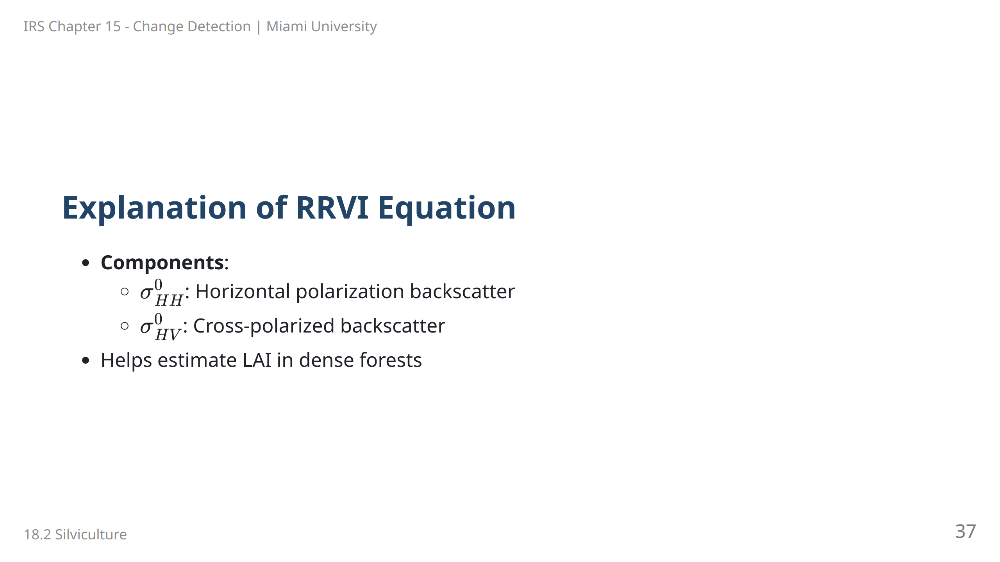 IRS Chapter 15 - Change Detection | Miami University
Explanation of RRVI Equation
• Components:
◦ $\sigma^0_{HH}$: Horizontal polarization backscatter
◦ $\sigma^0_{HV}$: Cross-polarized backscatter
• Helps estimate LAI in dense forests
18.2 Silviculture
37